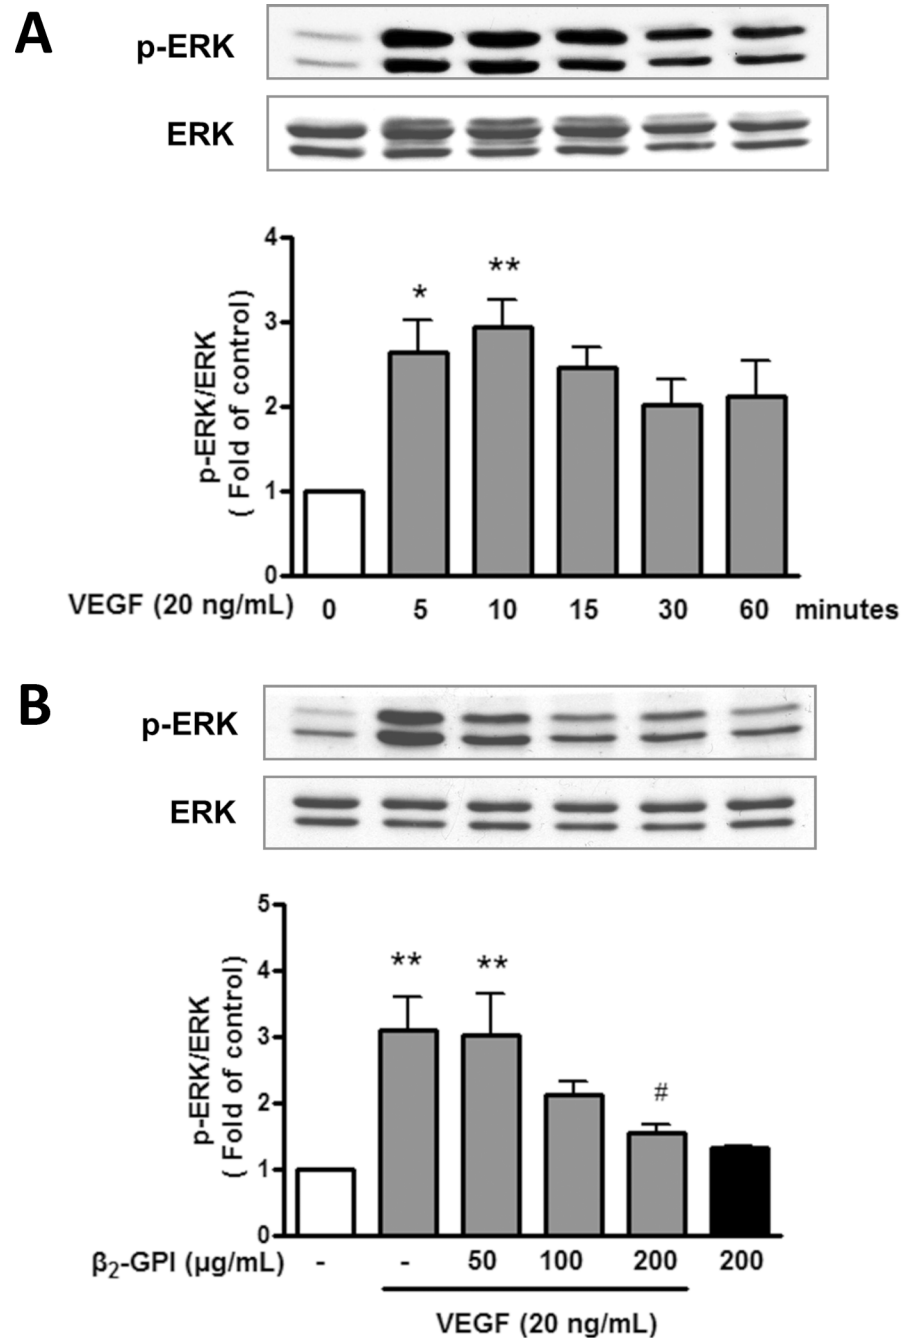 A
p-ERK
ERK
4
3
2
1
0
p-ERK/ERK
( Fold of control)
*
**
VEGF (20 ng/mL) 0 5 10 15 30 60 minutes
B
p-ERK
ERK
5
4
3
2
1
0
p-ERK/ERK
( Fold of control)
**
**
#
β₂-GPI (μg/mL) - - 50 100 200 200
VEGF (20 ng/mL)